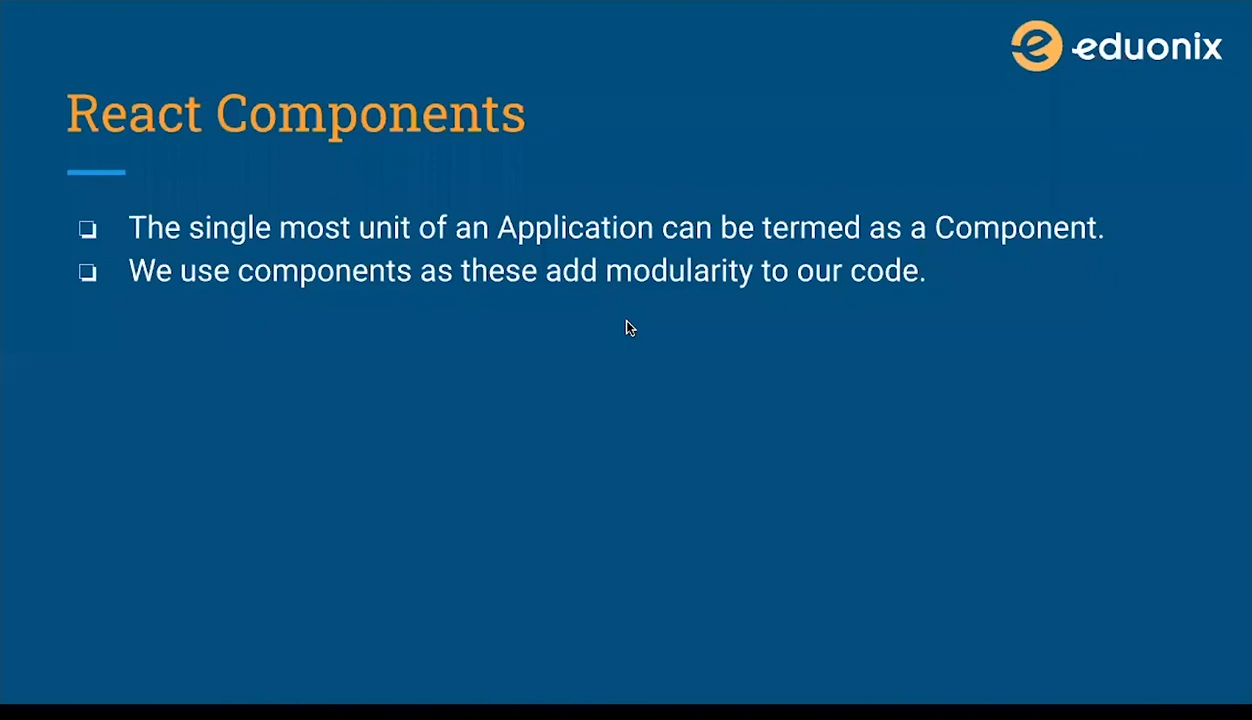 eduonix
React Components
The single most unit of an Application can be termed as a Component.
We use components as these add modularity to our code.